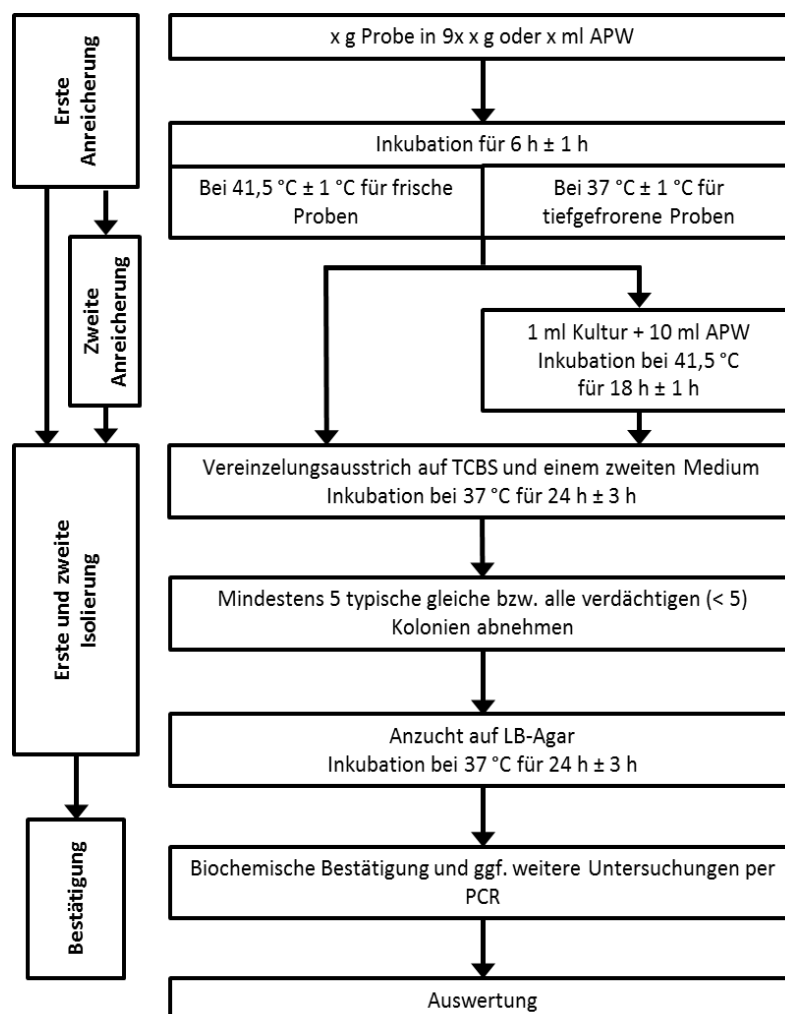 x g Probe in 9x x g oder x ml APW
Erste
Anreicherung
Inkubation für 6 h ± 1 h
Bei 41,5 °C ± 1 °C für frische
Proben
Bei 37 °C ± 1 °C für
tiefgefrorene Proben
Zweite
Anreicherung
1 ml Kultur + 10 ml APW
Inkubation bei 41,5 °C
für 18 h ± 1 h
Erste und zweite
Isolierung
Vereinzelungsausstrich auf TCBS und einem zweiten Medium
Inkubation bei 37 °C für 24 h ± 3 h
Mindestens 5 typische gleiche bzw. alle verdächtigen (< 5)
Kolonien abnehmen
Anzucht auf LB-Agar
Inkubation bei 37 °C für 24 h ± 3 h
Bestätigung
Biochemische Bestätigung und ggf. weitere Untersuchungen per
PCR
Auswertung